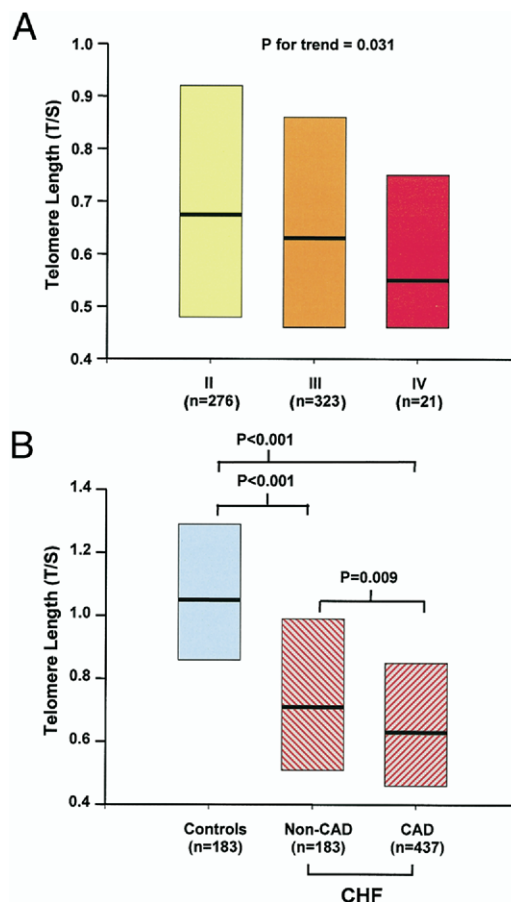 A
P for trend = 0.031
Telomere Length (T/S)
1.0
0.9
0.8
0.7
0.6
0.5
0.4
II III IV
(n=276) (n=323) (n=21)
B
P<0.001
P<0.001
P=0.009
Telomere Length (T/S)
1.4
1.2
1.0
0.8
0.6
0.4
Controls Non-CAD CAD
(n=183) (n=183) (n=437)
CHF